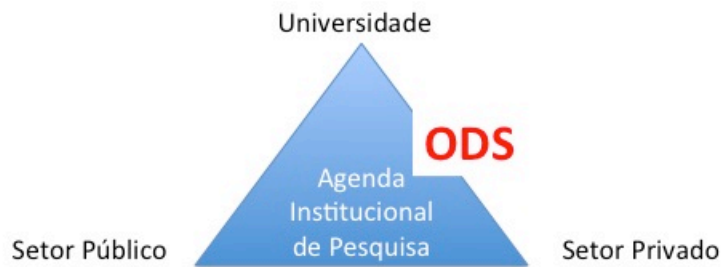 Universidade
ODS
Agenda
Institucional
de Pesquisa
Setor Público
Setor Privado